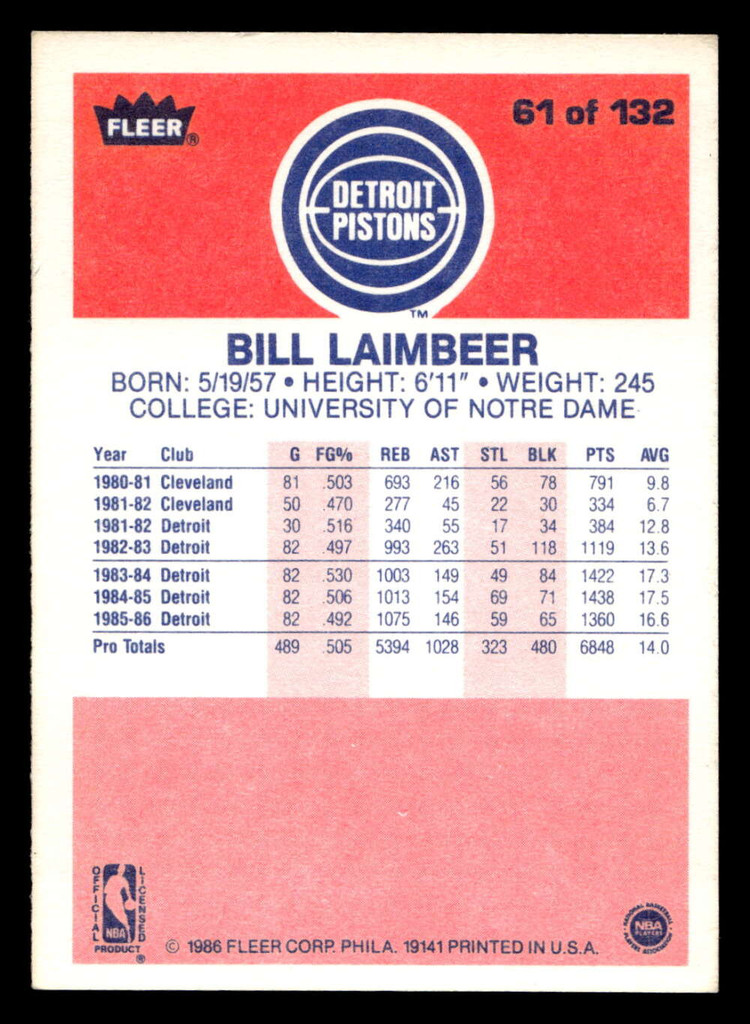 FLEER®
61 of 132
DETROIT
PISTONS
TM
BILL LAIMBEER
BORN: 5/19/57 • HEIGHT: 6'11" • WEIGHT: 245
COLLEGE: UNIVERSITY OF NOTRE DAME
Year Club G FG% REB AST STL BLK PTS AVG
1980-81 Cleveland 81 .503 693 216 56 78 791 9.8
1981-82 Cleveland 50 .470 277 45 22 30 334 6.7
1981-82 Detroit 30 .516 340 55 17 34 384 12.8
1982-83 Detroit 82 .497 993 263 51 118 1119 13.6
1983-84 Detroit 82 .530 1003 149 49 84 1422 17.3
1984-85 Detroit 82 .506 1013 154 69 71 1438 17.5
1985-86 Detroit 82 .492 1075 146 59 65 1360 16.6
Pro Totals 489 .505 5394 1028 323 480 6848 14.0
OFFICIAL
NBA
LICENSED
PRODUCT ®
© 1986 FLEER CORP. PHILA. 19141 PRINTED IN U.S.A.
NATIONAL BASKETBALL
NBA
PLAYERS
PLAYERS ASSOCIATION